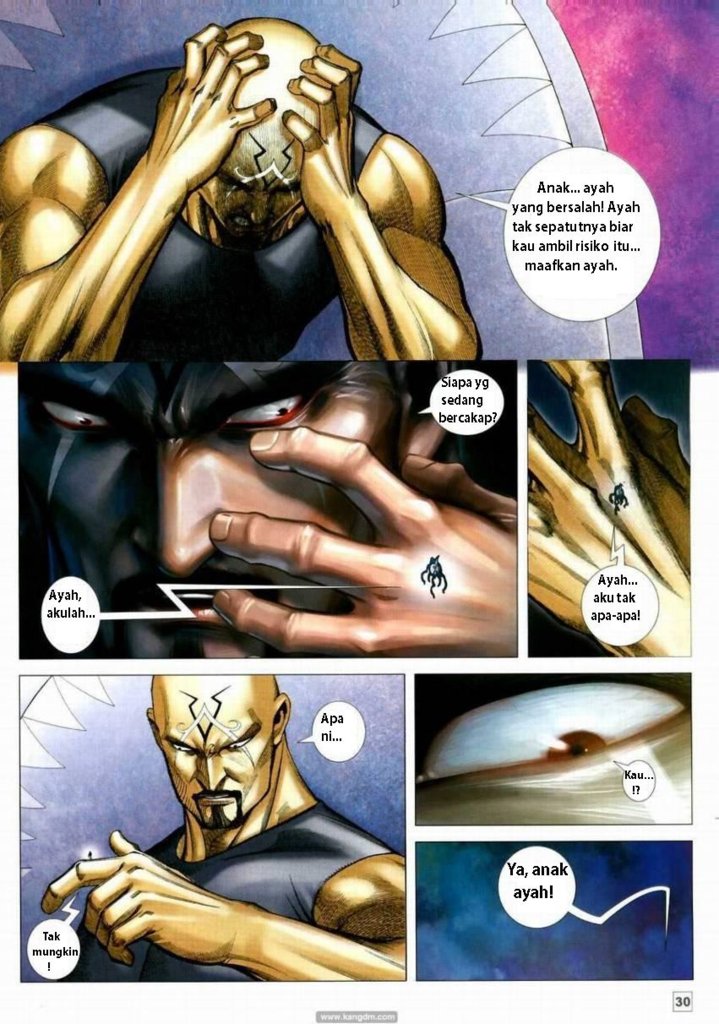 Anak... ayah
yang bersalah! Ayah
tak sepatutnya biar
kau ambil risiko itu...
maafkan ayah.
Siapa yg
sedang
bercakap?
Ayah,
akulah...
Ayah...
aku tak
apa-apa!
Apa
ni...
Tak
mungkin
!
Kau...
!?
Ya, anak
ayah!
30
www.kangdm.com